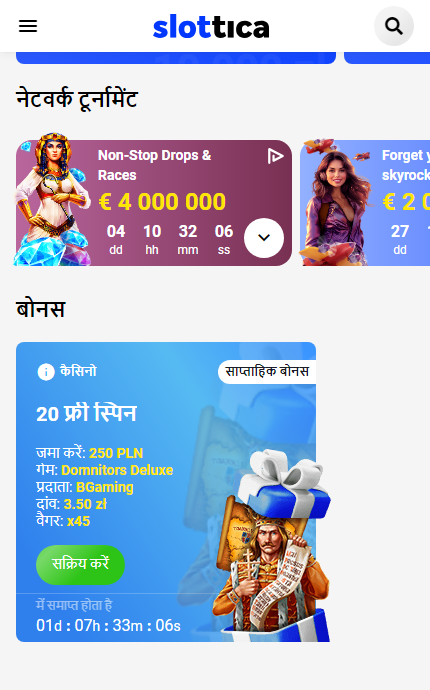 slottica
नेटवर्क टूर्नामेंट
Non-Stop Drops &
Races
€ 4 000 000
04 10 32 06
dd hh mm ss
Forget
skyrock
€ 2
27
dd
बोनस
कैसिनो
साप्ताहिक बोनस
20 फ्री स्पिन
जमा करें: 250 PLN
गेम: Domnitors Deluxe
प्रदाता: BGaming
दांव: 3.50 zł
वैगर: x45
सक्रिय करें
में समाप्त होता है
01d : 07h : 33m : 06s